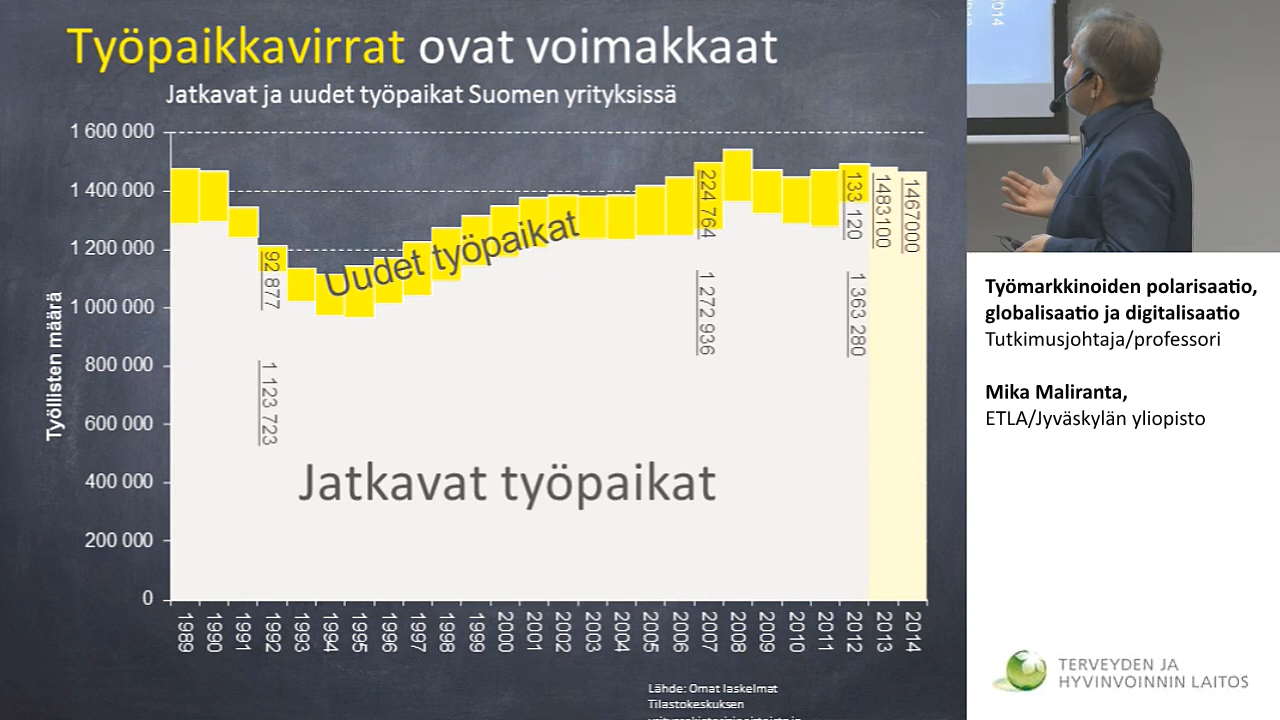 Työpaikkavirrat ovat voimakkaat
Jatkavat ja uudet työpaikat Suomen yrityksissä
Työllisten määrä
1 600 000
1 400 000
1 200 000
1 000 000
800 000
600 000
400 000
200 000
0
92 877
1 123 723
224 764
1 272 936
133 120
1 363 280
1483100
1467000
Uudet työpaikat
Jatkavat työpaikat
1989 1990 1991 1992 1993 1994 1995 1996 1997 1998 1999 2000 2001 2002 2003 2004 2005 2006 2007 2008 2009 2010 2011 2012 2013 2014
Lähde: Omat laskelmat
Tilastokeskuksen
Työmarkkinoiden polarisaatio,
globalisaatio ja digitalisaatio
Tutkimusjohtaja/professori
Mika Maliranta,
ETLA/Jyväskylän yliopisto
TERVEYDEN JA
HYVINVOINNIN LAITOS